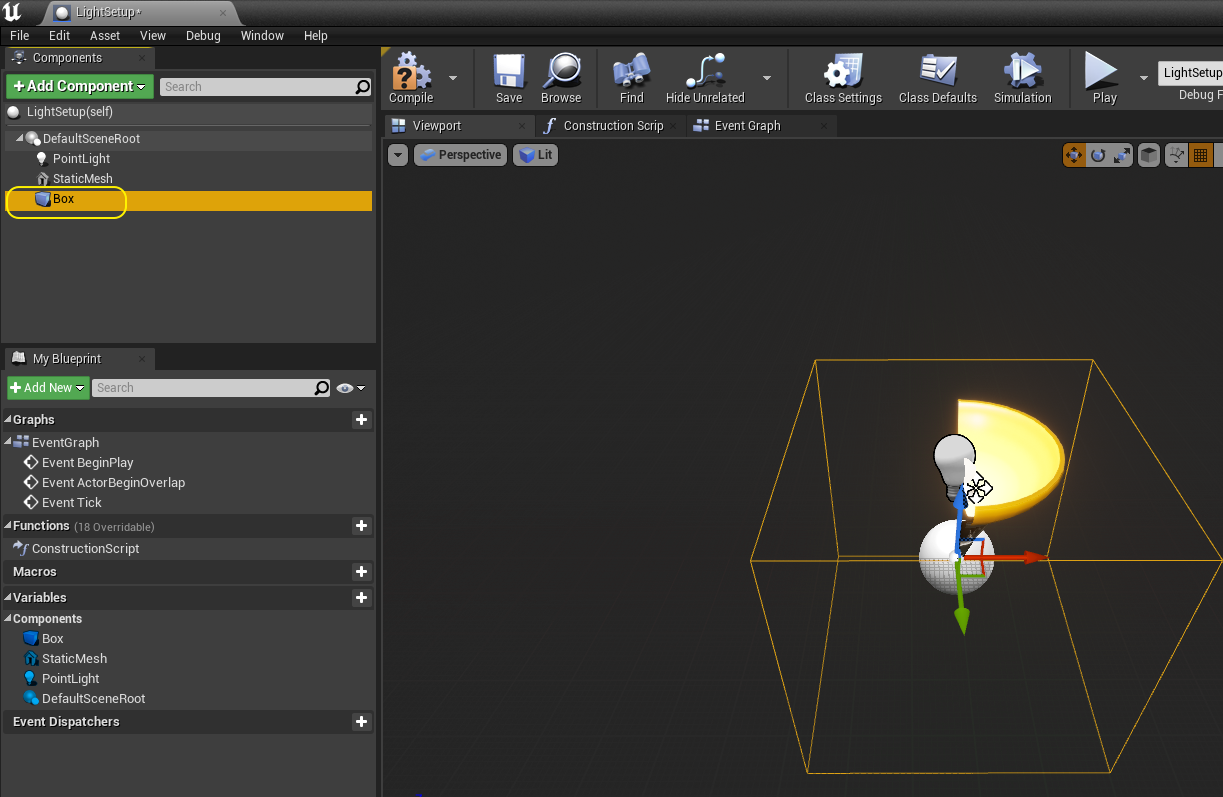 LightSetup*
File Edit Asset View Debug Window Help
Components
+ Add Component
Search
LightSetup(self)
DefaultSceneRoot
PointLight
StaticMesh
Box
My Blueprint
+ Add New
Search
Graphs
EventGraph
Event BeginPlay
Event ActorBeginOverlap
Event Tick
Functions (18 Overridable)
ConstructionScript
Macros
Variables
Components
Box
StaticMesh
PointLight
DefaultSceneRoot
Event Dispatchers
Compile Save Browse Find Hide Unrelated Class Settings Class Defaults Simulation Play
LightSetup
Debug F
Viewport Construction Scrip Event Graph
Perspective Lit